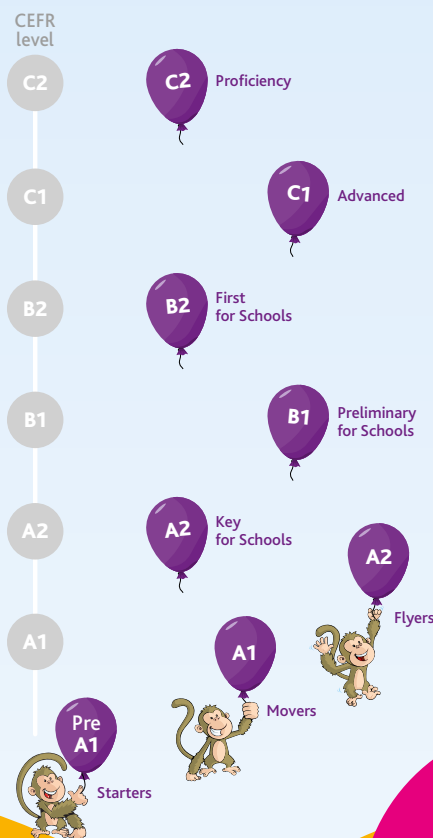 CEFR
level
C2
C2
Proficiency
C1
C1
Advanced
B2
B2
First
for Schools
B1
B1
Preliminary
for Schools
A2
A2
Key
for Schools
A2
Flyers
A1
A1
Movers
Pre
A1
Starters